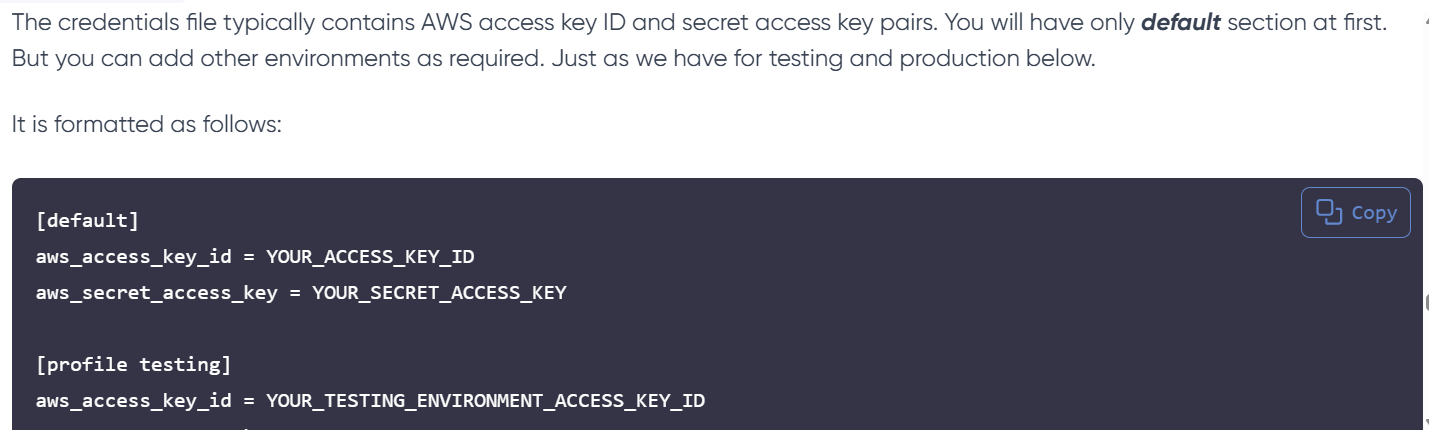 The credentials file typically contains AWS access key ID and secret access key pairs. You will have only default section at first.
But you can add other environments as required. Just as we have for testing and production below.
It is formatted as follows:
Copy
[default]
aws_access_key_id = YOUR_ACCESS_KEY_ID
aws_secret_access_key = YOUR_SECRET_ACCESS_KEY
[profile testing]
aws_access_key_id = YOUR_TESTING_ENVIRONMENT_ACCESS_KEY_ID